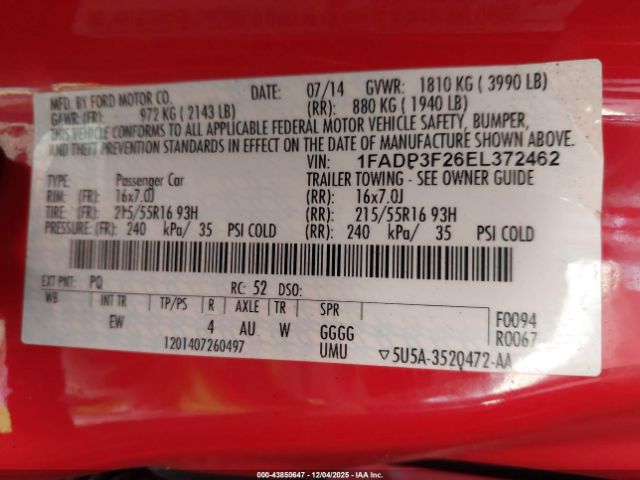 MFD. BY FORD MOTOR CO. DATE: 07/14 GVWR: 1810 KG ( 3990 LB)
GAWR: (FR): 972 KG ( 2143 LB) (RR): 880 KG ( 1940 LB)
THIS VEHICLE CONFORMS TO ALL APPLICABLE FEDERAL MOTOR VEHICLE SAFETY, BUMPER,
AND THEFT PREVENTION STANDARDS IN EFFECT ON THE DATE OF MANUFACTURE SHOWN ABOVE.
VIN: 1FADP3F26EL372462
TYPE: Passenger Car TRAILER TOWING - SEE OWNER GUIDE
RIM: (FR): 16x7.0J (RR): 16x7.0J
TIRE: (FR): 215/55R16 93H (RR): 215/55R16 93H
PRESSURE: (FR): 240 kPa/ 35 PSI COLD (RR): 240 kPa/ 35 PSI COLD
EXT PNT: PQ RC: 52 DSO:
WB INT TR TP/PS R AXLE TR SPR
EW 4 AU W GGGG F0094
1201407260497 UMU ▽5U5A-3520472-AA R0067
000-43850647 - 12/04/2025 - IAA Inc.